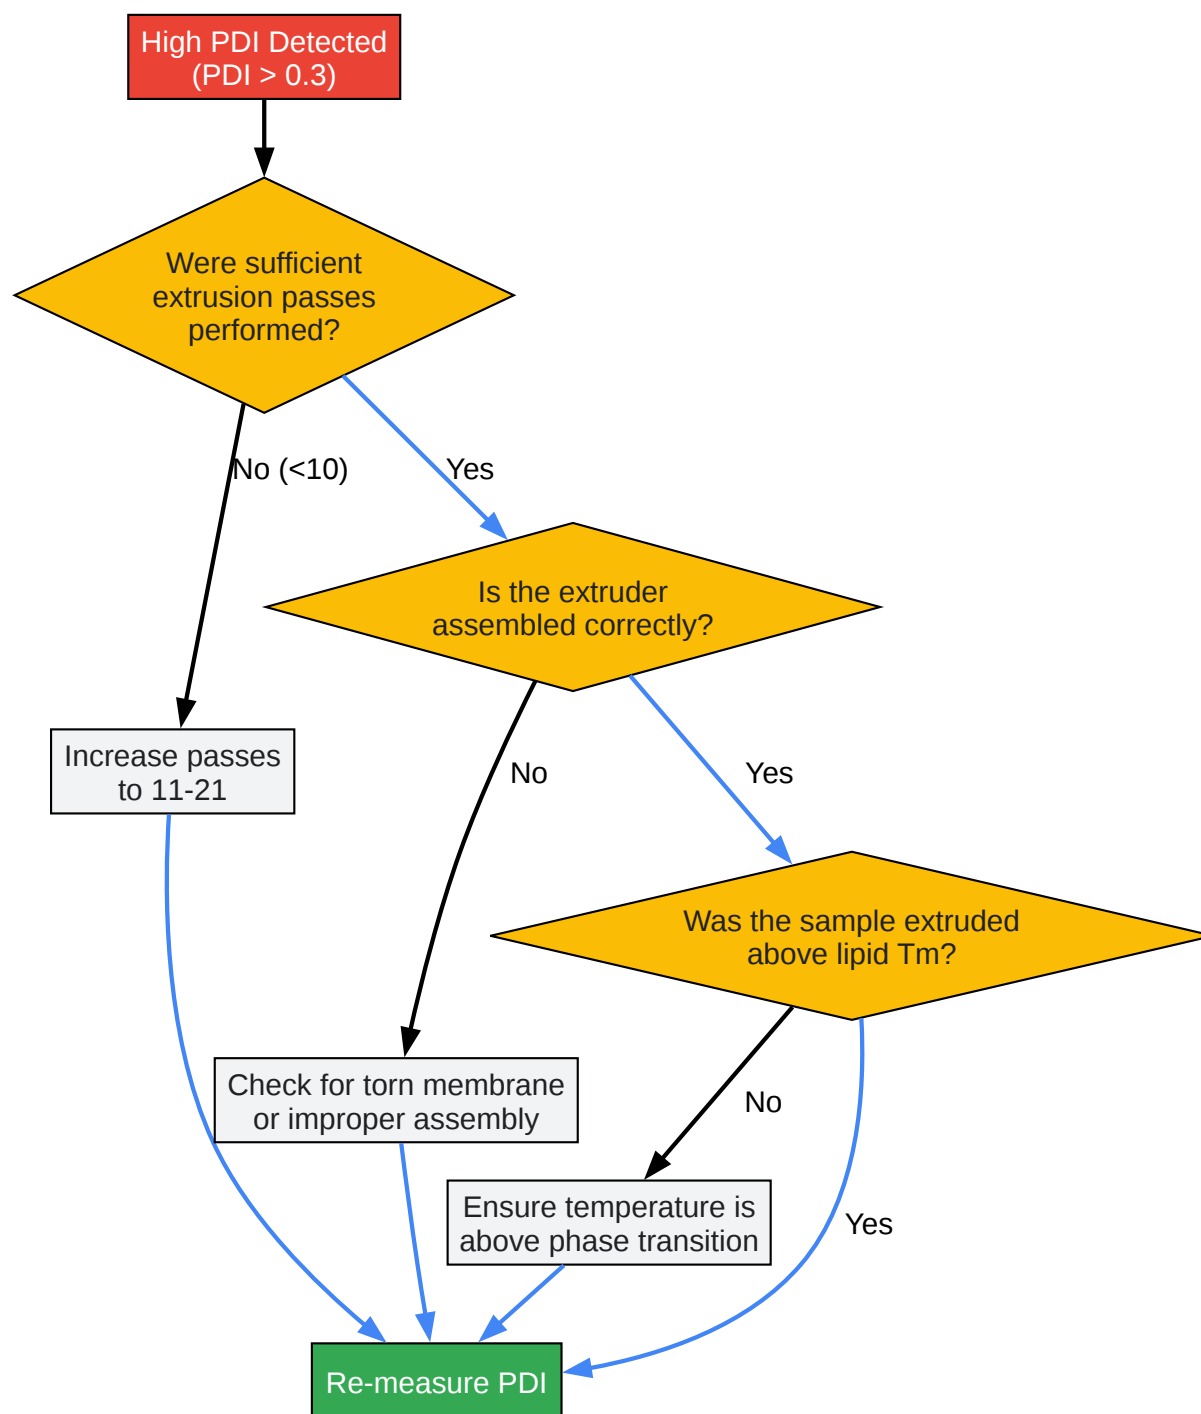 High PDI Detected
(PDI > 0.3)
Were sufficient
extrusion passes
performed?
No (<10)
Yes
Is the extruder
assembled correctly?
Increase passes
to 11-21
No
Yes
Was the sample extruded
above lipid Tm?
Check for torn membrane
or improper assembly
No
Ensure temperature is
above phase transition
Yes
Re-measure PDI